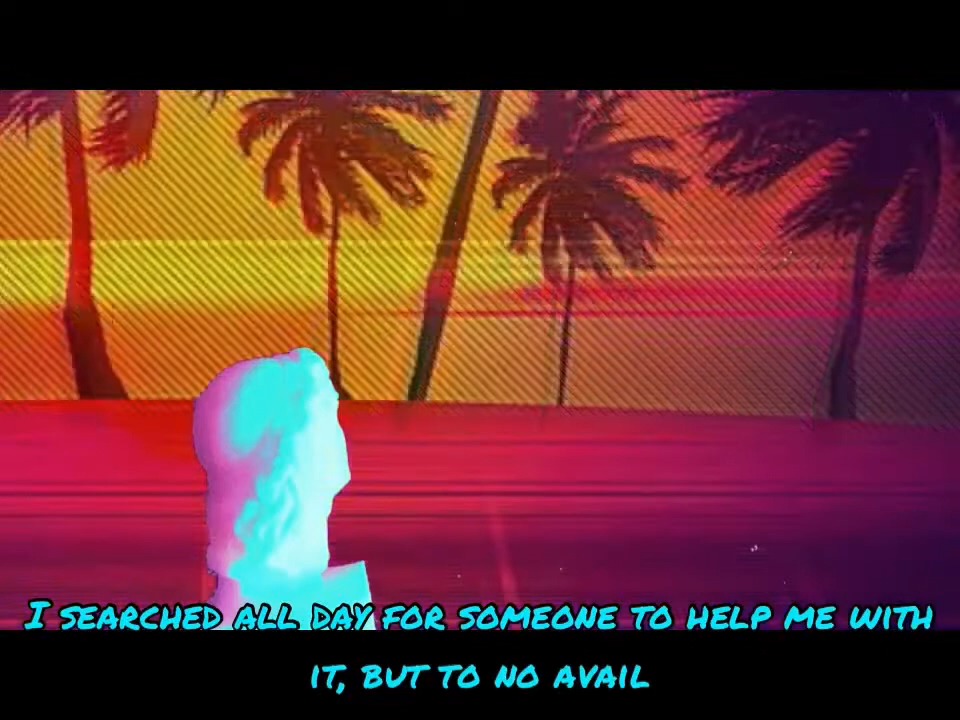 I SEARCHED ALL DAY FOR SOMEONE TO HELP ME WITH
IT, BUT TO NO AVAIL